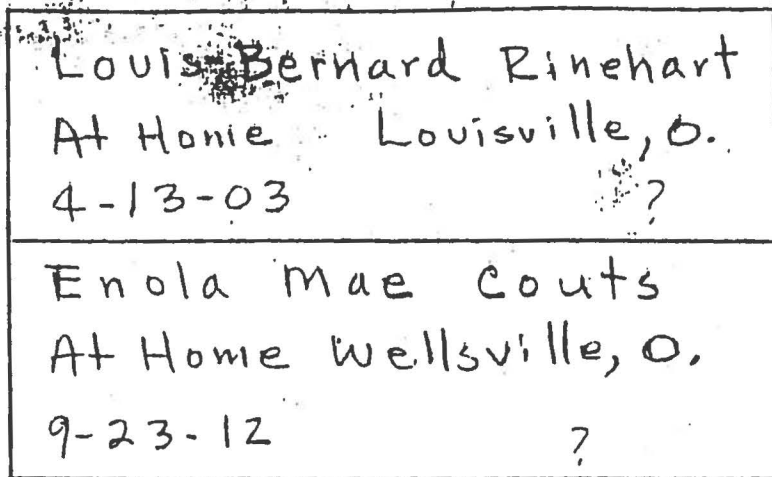 Louis Bernard Rinehart
At Home Louisville, O.
4-13-03 ?
Enola Mae Couts
At Home Wellsville, O.
9-23-12 ?